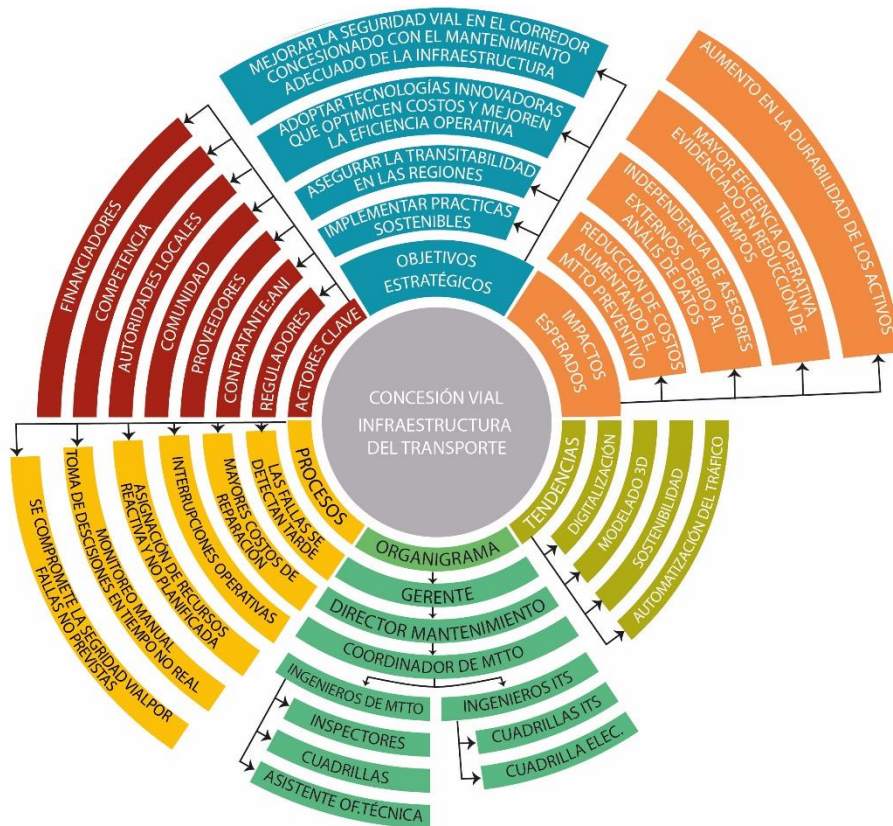 CONCESIÓN VIAL
INFRAESTRUCTURA
DEL TRANSPORTE
OBJETIVOS
ESTRATÉGICOS
IMPLEMENTAR PRACTICAS
SOSTENIBLES
ASEGURAR LA TRANSITABILIDAD
EN LAS REGIONES
ADOPTAR TECNOLOGÍAS INNOVADORAS
QUE OPTIMICEN COSTOS Y MEJOREN
LA EFICIENCIA OPERATIVA
MEJORAR LA SEGURIDAD VIAL EN EL CORREDOR
CONCESIONADO CON EL MANTENIMIENTO
ADECUADO DE LA INFRAESTRUCTURA
IMPACTOS
ESPERADOS
REDUCCIÓN DE COSTOS
AUMENTANDO EL
MTTO PREVENTIVO
INDEPENDENCIA DE ASESORES
EXTERNOS, DEBIDO AL
ANÁLIS DE DATOS
MAYOR EFICIENCIA OPERATIVA
EVIDENCIADO EN REDUCCIÓN DE
TIEMPOS
AUMENTO EN LA DURABILIDAD DE LOS ACTIVOS
TENDENCIAS
DIGITALIZACIÓN
MODELADO 3D
SOSTENIBILIDAD
AUTOMATIZACIÓN DEL TRÁFICO
ORGANIGRAMA
GERENTE
DIRECTOR MANTENIMIENTO
COORDINADOR DE MTTO
INGENIEROS DE MTTO
INSPECTORES
CUADRILLAS
ASISTENTE OF.TÉCNICA
INGENIEROS ITS
CUADRILLAS ITS
CUADRILLA ELEC.
PROCESOS
LAS FALLAS SE
DETECTAN TARDE
MAYORES COSTOS DE
REPARACIÓN
INTERRUPCIONES OPERATIVAS
ASIGNACIÓN DE RECURSOS
REACTIVA Y NO PLANIFICADA
MONITOREO MANUAL
TOMA DE DESCISIONES EN TIEMPO NO REAL
SE COMPROMETE LA SEGRIDAD VIALPOR
FALLAS NO PREVISTAS
ACTORES CLAVE
REGULADORES
CONTRATANTE:ANI
PROVEEDORES
COMUNIDAD
AUTORIDADES LOCALES
COMPETENCIA
FINANCIADORES